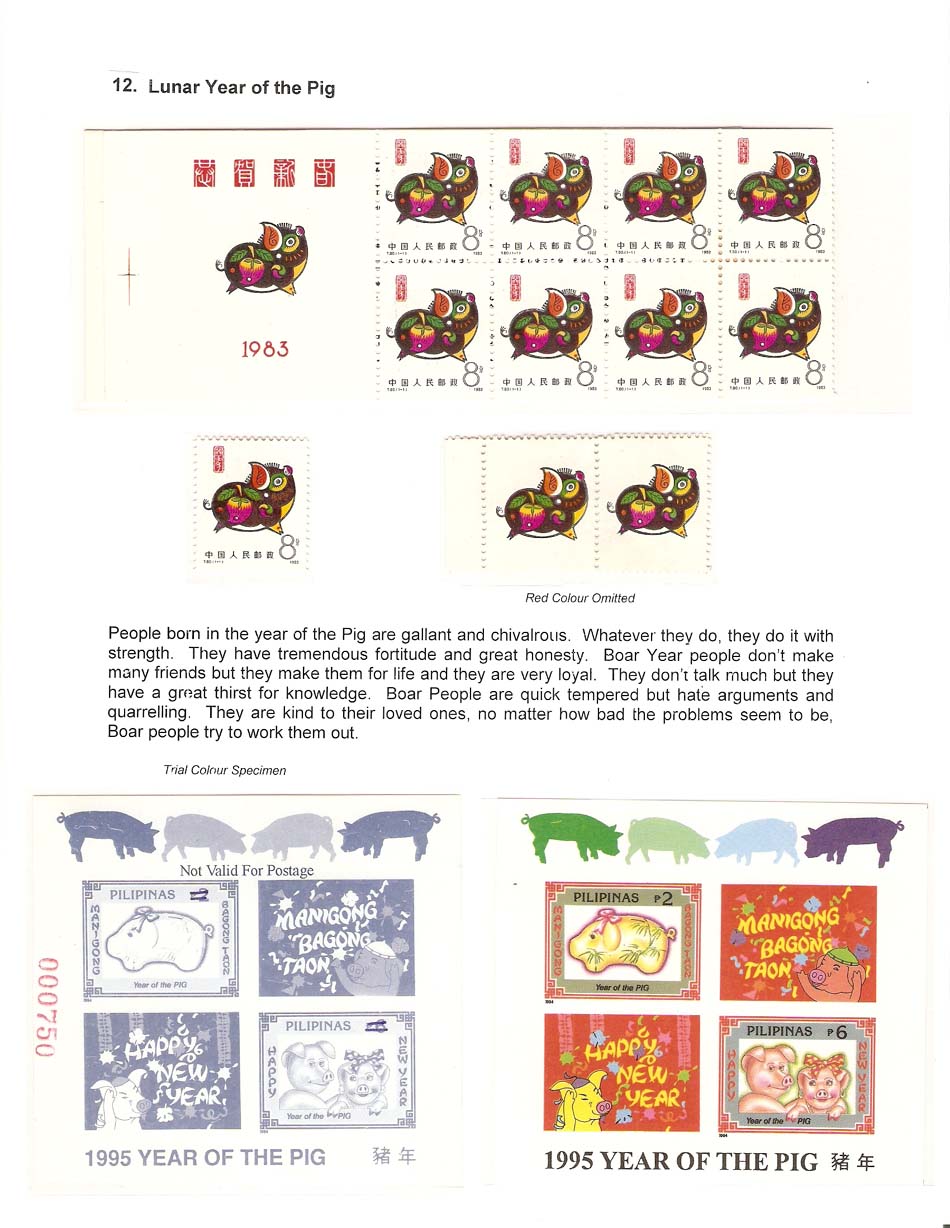 12. Lunar Year of the Pig
恭賀新春
1983
中国人民邮政 8分
T.80.(1-1) 1983
中国人民邮政 8分
T.80.(1-1) 1983
中国人民邮政 8分
T.80.(1-1) 1983
中国人民邮政 8分
T.80.(1-1) 1983
中国人民邮政 8分
T.80.(1-1) 1983
中国人民邮政 8分
T.80.(1-1) 1983
中国人民邮政 8分
T.80.(1-1) 1983
中国人民邮政 8分
T.80.(1-1) 1983
中国人民邮政 8分
T.80.(1-1) 1983
Red Colour Omitted
People born in the year of the Pig are gallant and chivalrous. Whatever they do, they do it with
strength. They have tremendous fortitude and great honesty. Boar Year people don't make
many friends but they make them for life and they are very loyal. They don't talk much but they
have a great thirst for knowledge. Boar People are quick tempered but hate arguments and
quarrelling. They are kind to their loved ones, no matter how bad the problems seem to be,
Boar people try to work them out.
Trial Colour Specimen
Not Valid For Postage
000750
PILIPINAS
MANIGONG
BAGONG TAON
Year of the PIG
1994
MANIGONG
BAGONG
TAON
HAPPY
NEW
YEAR!
PILIPINAS
HAPPY
NEW YEAR
Year of the PIG
1994
1995 YEAR OF THE PIG 豬年
PILIPINAS ₱2
MANIGONG
BAGONG TAON
Year of the PIG
1994
MANIGONG
BAGONG
TAON
HAPPY
NEW
YEAR!
PILIPINAS ₱6
HAPPY
NEW YEAR
Year of the PIG
1994
1995 YEAR OF THE PIG 豬年